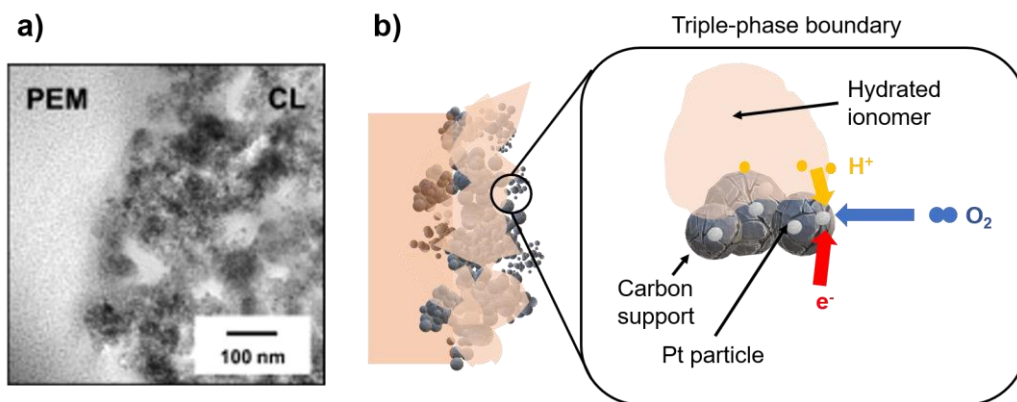 a)
b)
Triple-phase boundary
PEM
CL
Hydrated
ionomer
H⁺
O₂
Carbon
support
e⁻
Pt particle
100 nm